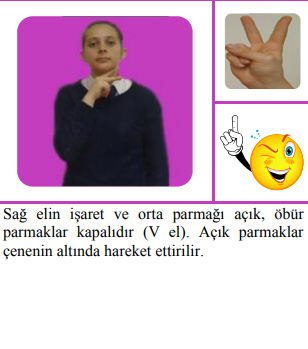 Sağ elin işaret ve orta parmağı açık, öbür
parmaklar kapalıdır (V el). Açık parmaklar
çenenin altında hareket ettirilir.